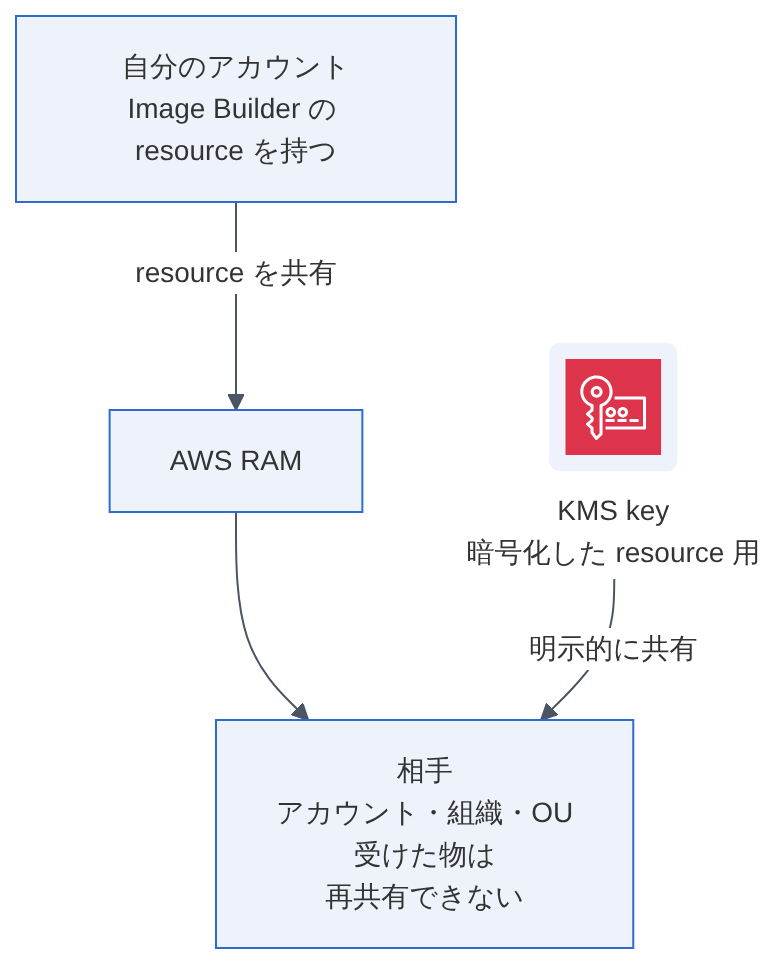 自分のアカウント
Image Builder の
resource を持つ
resource を共有
AWS RAM
KMS key
暗号化した resource 用
明示的に共有
相手
アカウント・組織・OU
受けた物は
再共有できない